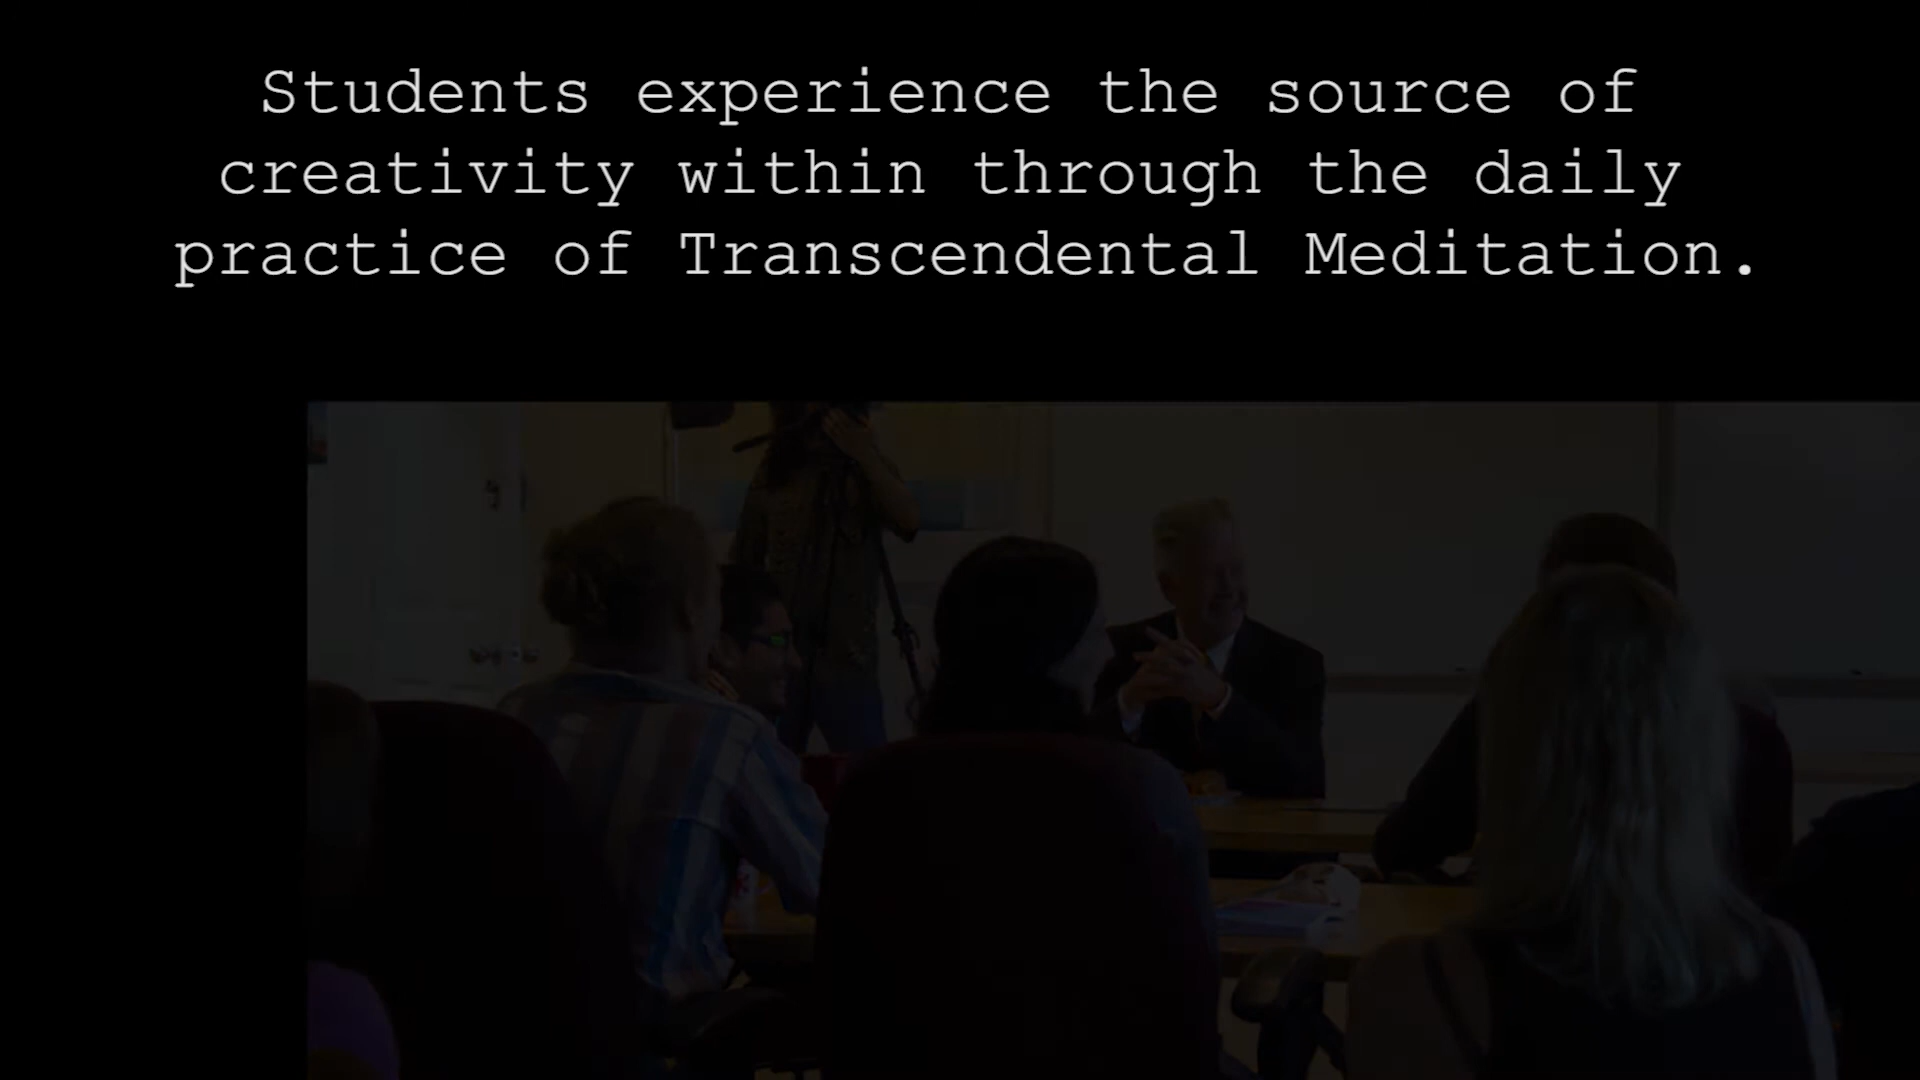 Students experience the source of
creativity within through the daily
practice of Transcendental Meditation.